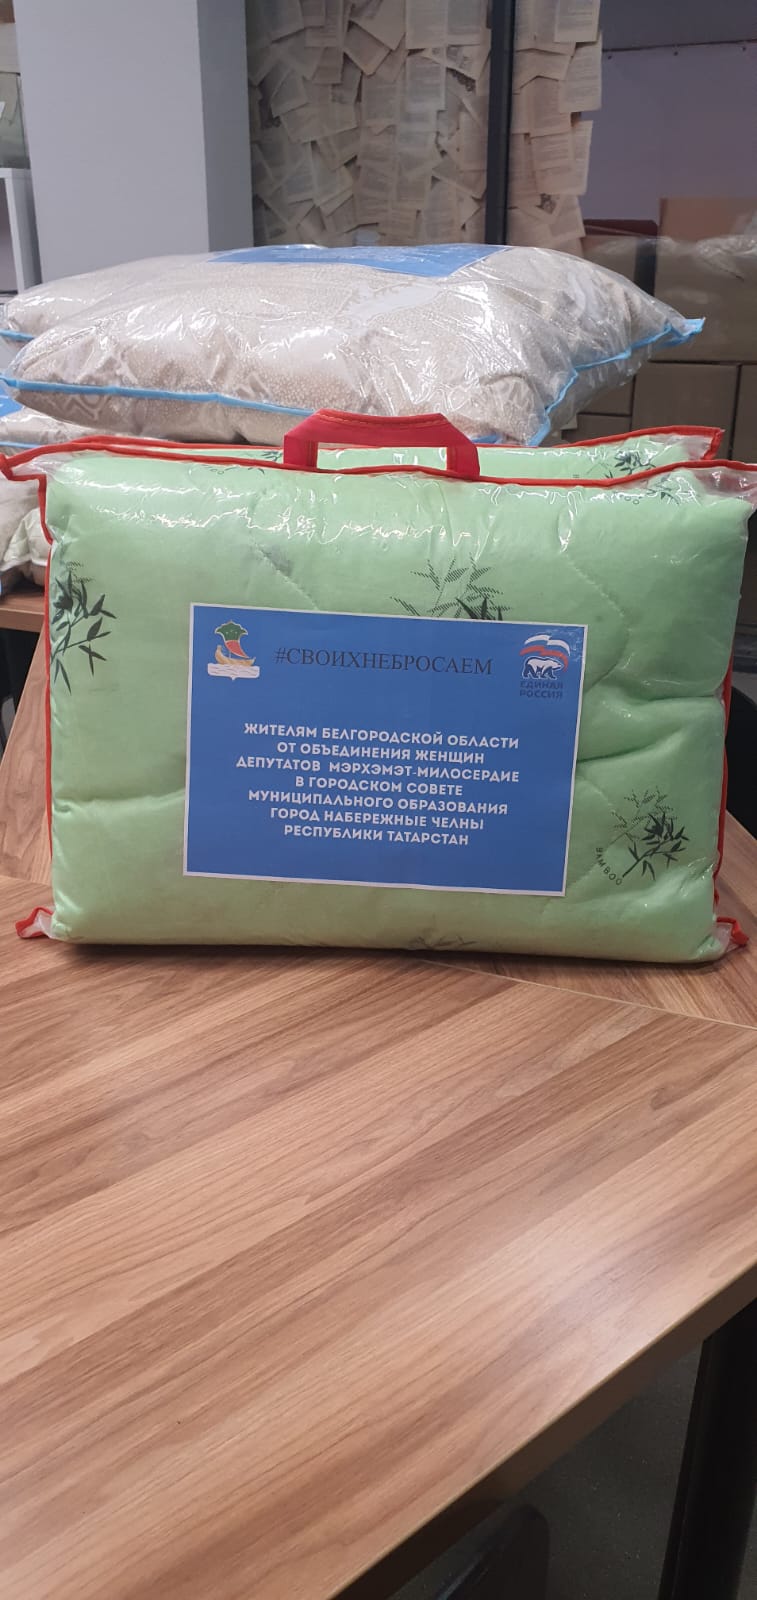 #СВОИХНЕБРОСАЕМ
ЕДИНАЯ
РОССИЯ
ЖИТЕЛЯМ БЕЛГОРОДСКОЙ ОБЛАСТИ
ОТ ОБЪЕДИНЕНИЯ ЖЕНЩИН
ДЕПУТАТОВ МЭРХЭМЭТ-МИЛОСЕРДИЕ
В ГОРОДСКОМ СОВЕТЕ
МУНИЦИПАЛЬНОГО ОБРАЗОВАНИЯ
ГОРОД НАБЕРЕЖНЫЕ ЧЕЛНЫ
РЕСПУБЛИКИ ТАТАРСТАН
BAMBOO